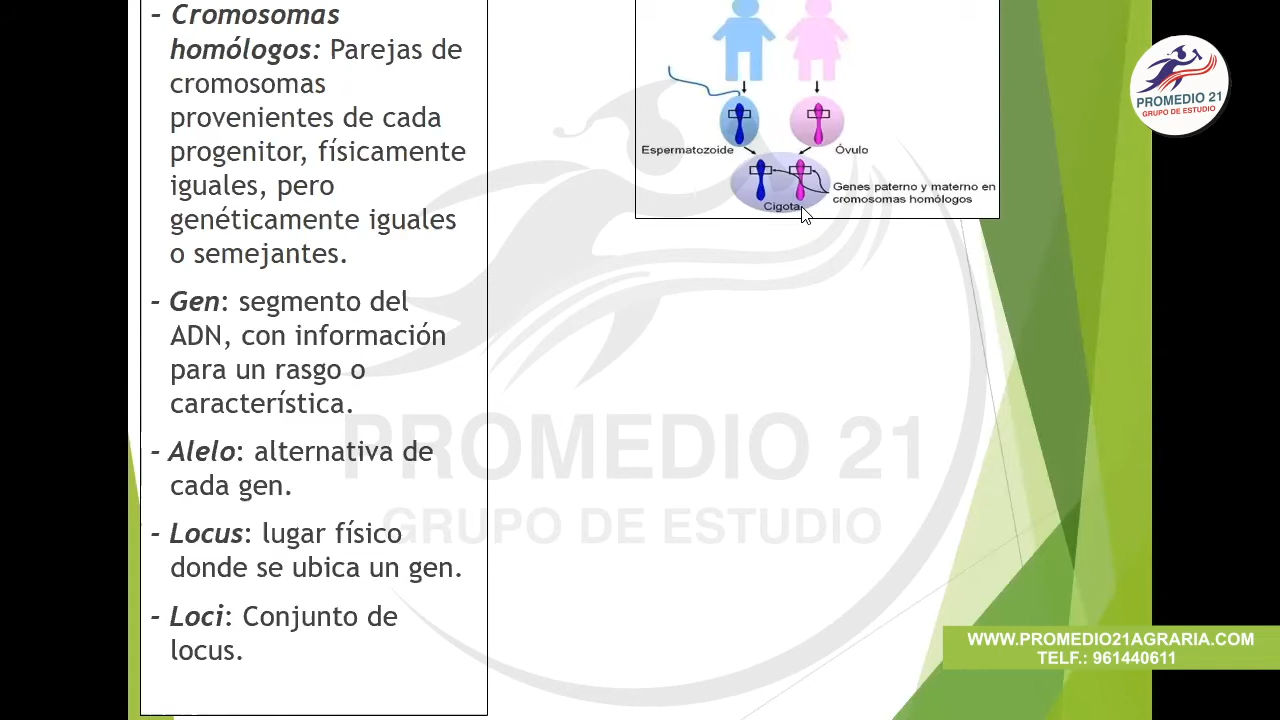 - Cromosomas
homólogos: Parejas de
cromosomas
provenientes de cada
progenitor, físicamente
iguales, pero
genéticamente iguales
o semejantes.
- Gen: segmento del
ADN, con información
para un rasgo o
característica.
- Alelo: alternativa de
cada gen.
- Locus: lugar físico
donde se ubica un gen.
- Loci: Conjunto de
locus.
Espermatozoide
Óvulo
Genes paterno y materno en
cromosomas homólogos
Cigota
PROMEDIO 21
GRUPO DE ESTUDIO
PROMEDIO 21
GRUPO DE ESTUDIO
WWW.PROMEDIO21AGRARIA.COM
TELF.: 961440611